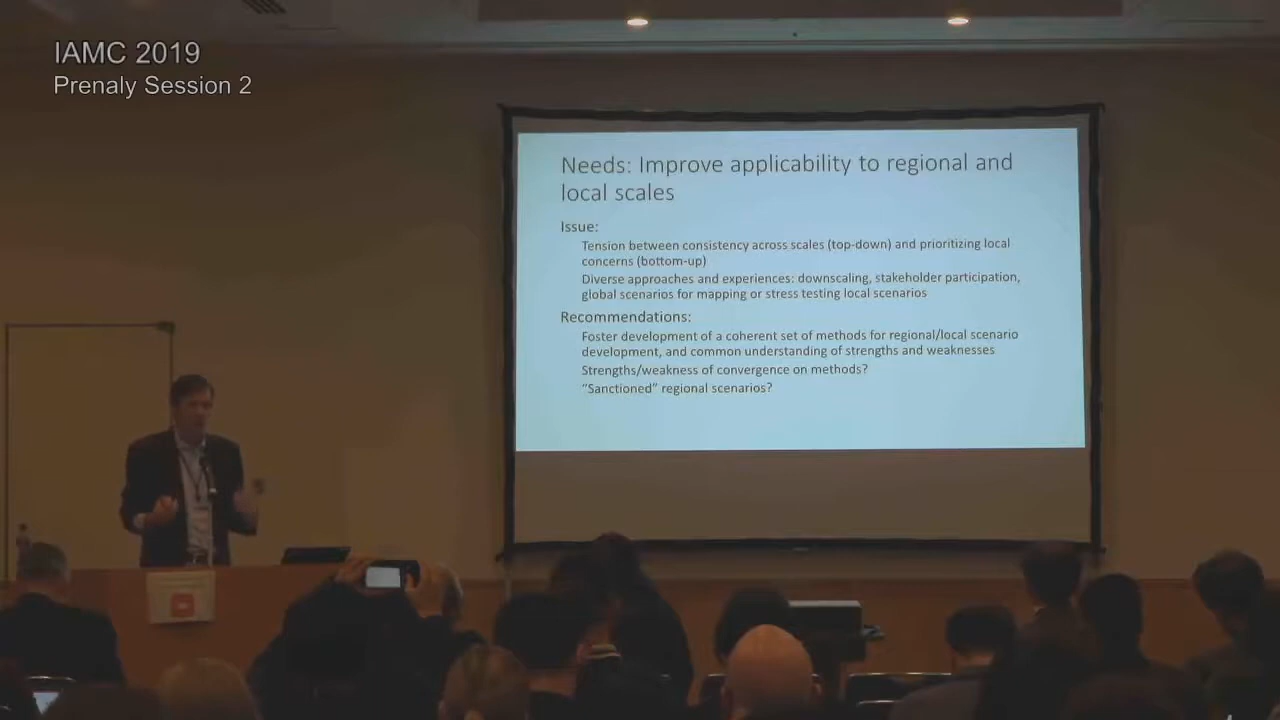 IAMC 2019
Prenaly Session 2
Needs: Improve applicability to regional and
local scales
Issue:
Tension between consistency across scales (top-down) and prioritizing local
concerns (bottom-up)
Diverse approaches and experiences: downscaling, stakeholder participation,
global scenarios for mapping or stress testing local scenarios
Recommendations:
Foster development of a coherent set of methods for regional/local scenario
development, and common understanding of strengths and weaknesses
Strengths/weakness of convergence on methods?
“Sanctioned” regional scenarios?